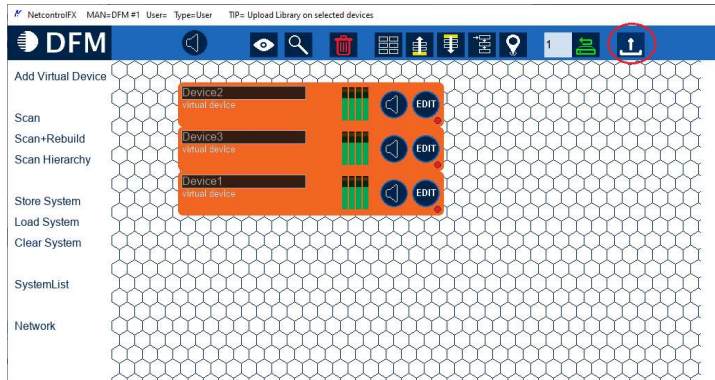 NetcontrolFX MAN=DFM #1 User= Type=User TIP= Upload Library on selected devices
DFM
1
Add Virtual Device
Scan
Scan+Rebuild
Scan Hierarchy
Store System
Load System
Clear System
SystemList
Network
Device2
virtual device
EDIT
Device3
virtual device
EDIT
Device1
virtual device
EDIT